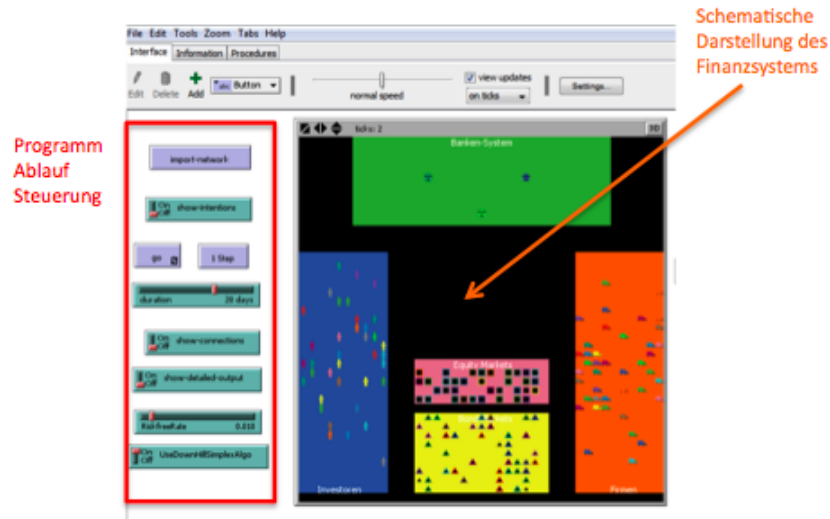 Schematische
Darstellung des
Finanzsystems
File Edit Tools Zoom Tabs Help
Interface Information Procedures
Edit Delete Add
abc Button
normal speed
view updates
on ticks
Settings...
Programm
Ablauf
Steuerung
import-network
On
Off
show-intentions
go
1 Step
duration 20 days
On
Off
show-connections
On
Off
show-detailed-output
RiskfreeRate 0.010
On
Off
UseDownHillSimplexAlgo
ticks: 2
3D
Banken-System
Equity Markets
Investoren
Firmen